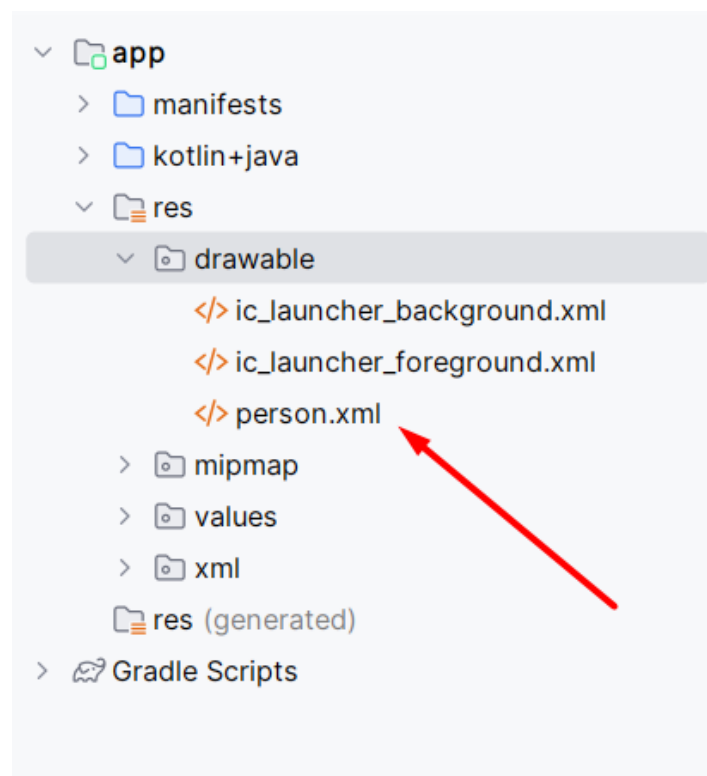 app
manifests
kotlin+java
res
drawable
</> ic_launcher_background.xml
</> ic_launcher_foreground.xml
</> person.xml
mipmap
values
xml
res (generated)
Gradle Scripts